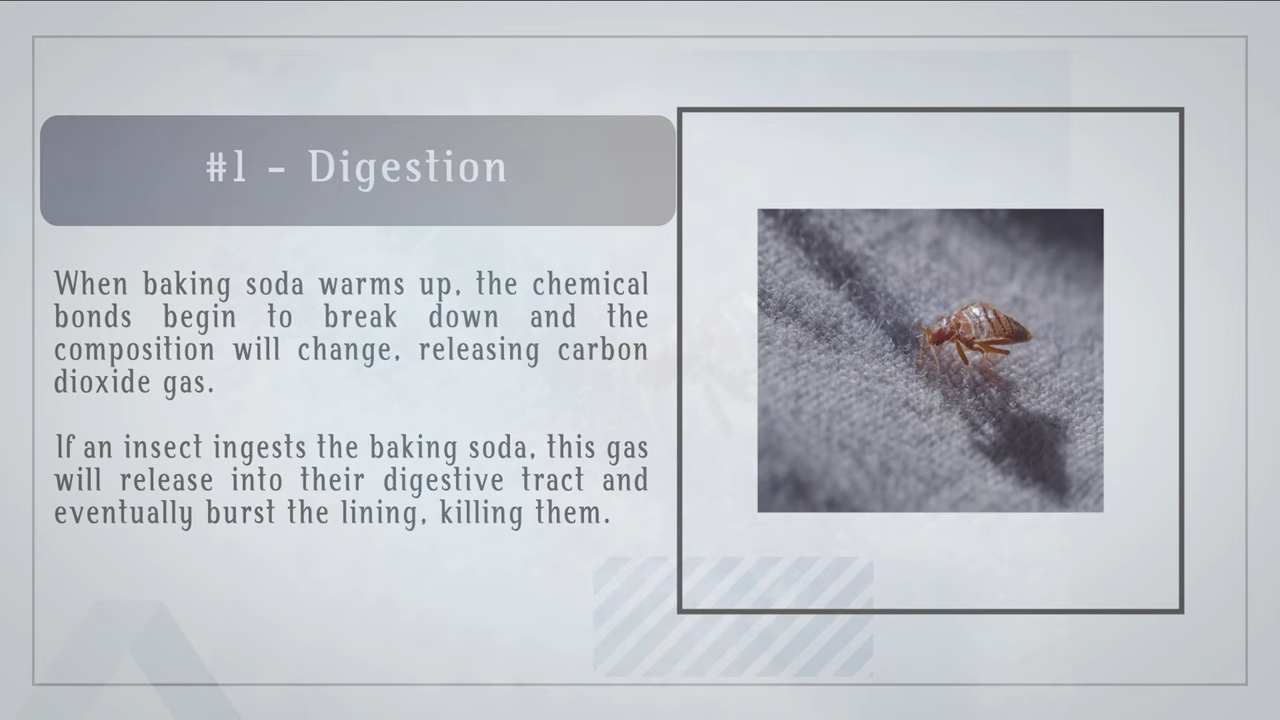 #1 - Digestion
When baking soda warms up, the chemical
bonds begin to break down and the
composition will change, releasing carbon
dioxide gas.
If an insect ingests the baking soda, this gas
will release into their digestive tract and
eventually burst the lining, killing them.